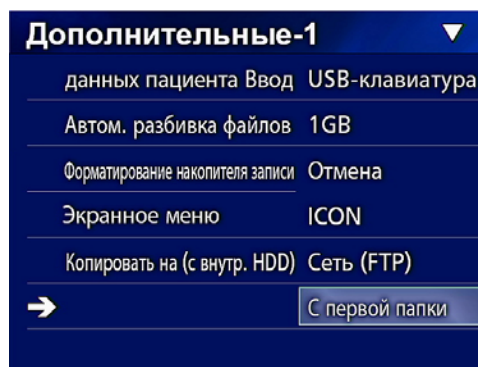 Дополнительные-1
данных пациента Ввод USB-клавиатура
Автом. разбивка файлов 1GB
Форматирование накопителя записи Отмена
Экранное меню ICON
Копировать на (с внутр. HDD) Сеть (FTP)
С первой папки